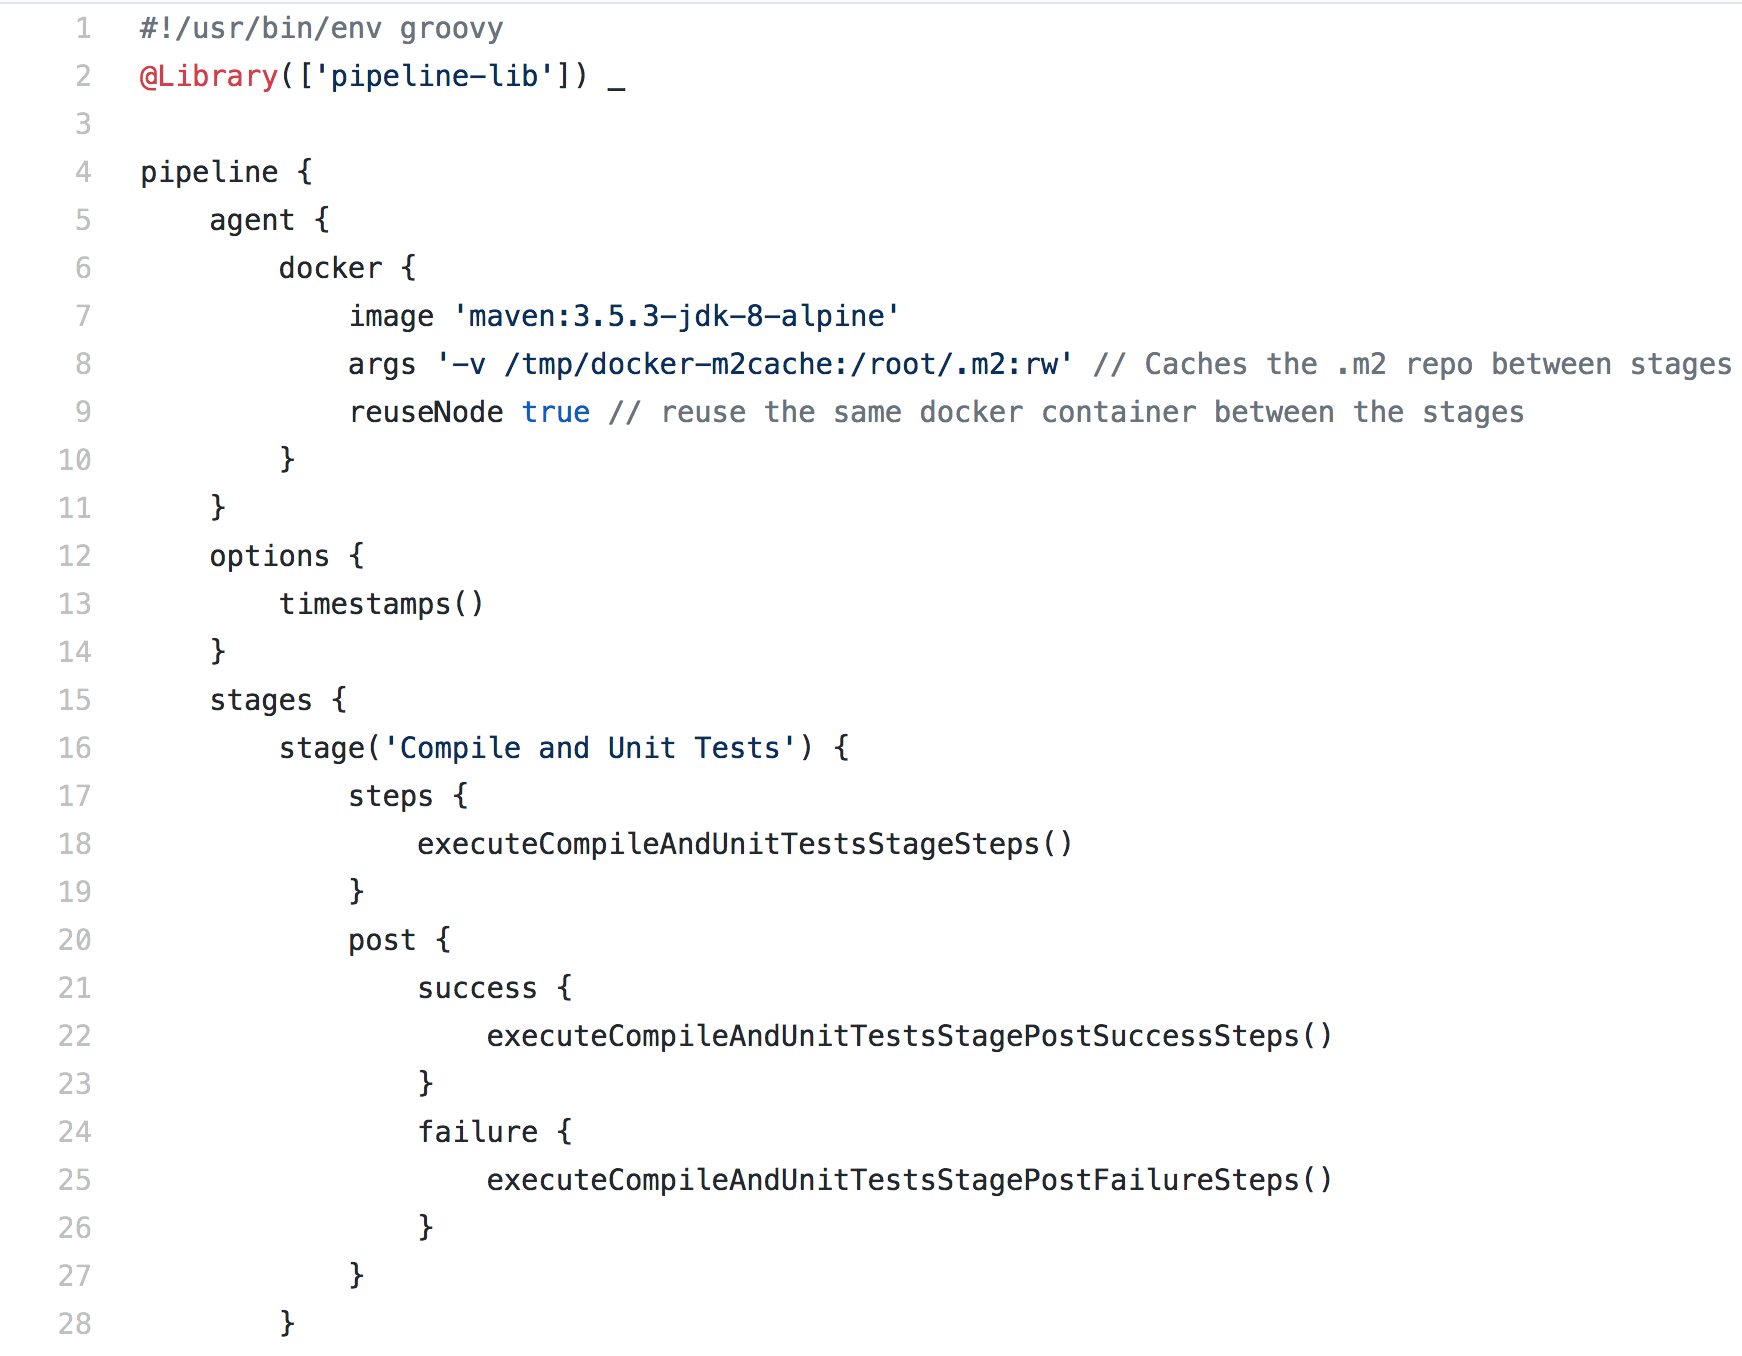 1 #!/usr/bin/env groovy
2 @Library(['pipeline-lib']) _
3
4 pipeline {
5     agent {
6         docker {
7             image 'maven:3.5.3-jdk-8-alpine'
8             args '-v /tmp/docker-m2cache:/root/.m2:rw' // Caches the .m2 repo between stages
9             reuseNode true // reuse the same docker container between the stages
10         }
11     }
12     options {
13         timestamps()
14     }
15     stages {
16         stage('Compile and Unit Tests') {
17             steps {
18                 executeCompileAndUnitTestsStageSteps()
19             }
20             post {
21                 success {
22                     executeCompileAndUnitTestsStagePostSuccessSteps()
23                 }
24                 failure {
25                     executeCompileAndUnitTestsStagePostFailureSteps()
26                 }
27             }
28         }